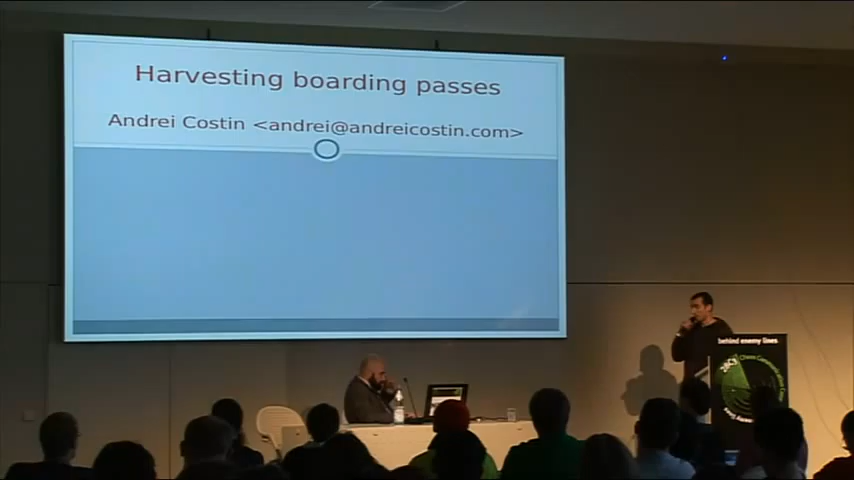 Harvesting boarding passes
Andrei Costin <andrei@andreicostin.com>
behind enemy lines